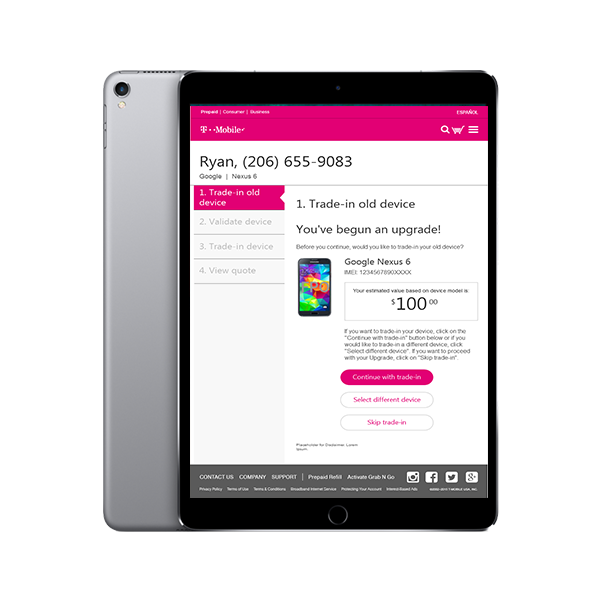 Prepaid | Consumer | Business
ESPAÑOL
T··Mobile
Ryan, (206) 655-9083
Google | Nexus 6
1. Trade-in old
device
2. Validate device
3. Trade-in device
4. View quote
1. Trade-in old device
You've begun an upgrade!
Before you continue, would you like to trade-in your old device?
Google Nexus 6
IMEI: 1234567890XXXX
Your estimated value based on device model is:
$100.00
If you want to trade-in your device, click on the
"Continue with trade-in" button below or if you
would like to trade-in a different device, click
"Select different device". If you want to proceed
with your Upgrade, click on "Skip trade-in".
Continue with trade-in
Select different device
Skip trade-in
Placeholder for Disclaimer. Lorem
Ipsum
CONTACT US COMPANY SUPPORT | Prepaid Refill Activate Grab N Go
Privacy Policy Terms of Use Terms & Conditions Broadband Internet Service Protecting Your Account Interest-Based Ads
T-MOBILE USA, INC.